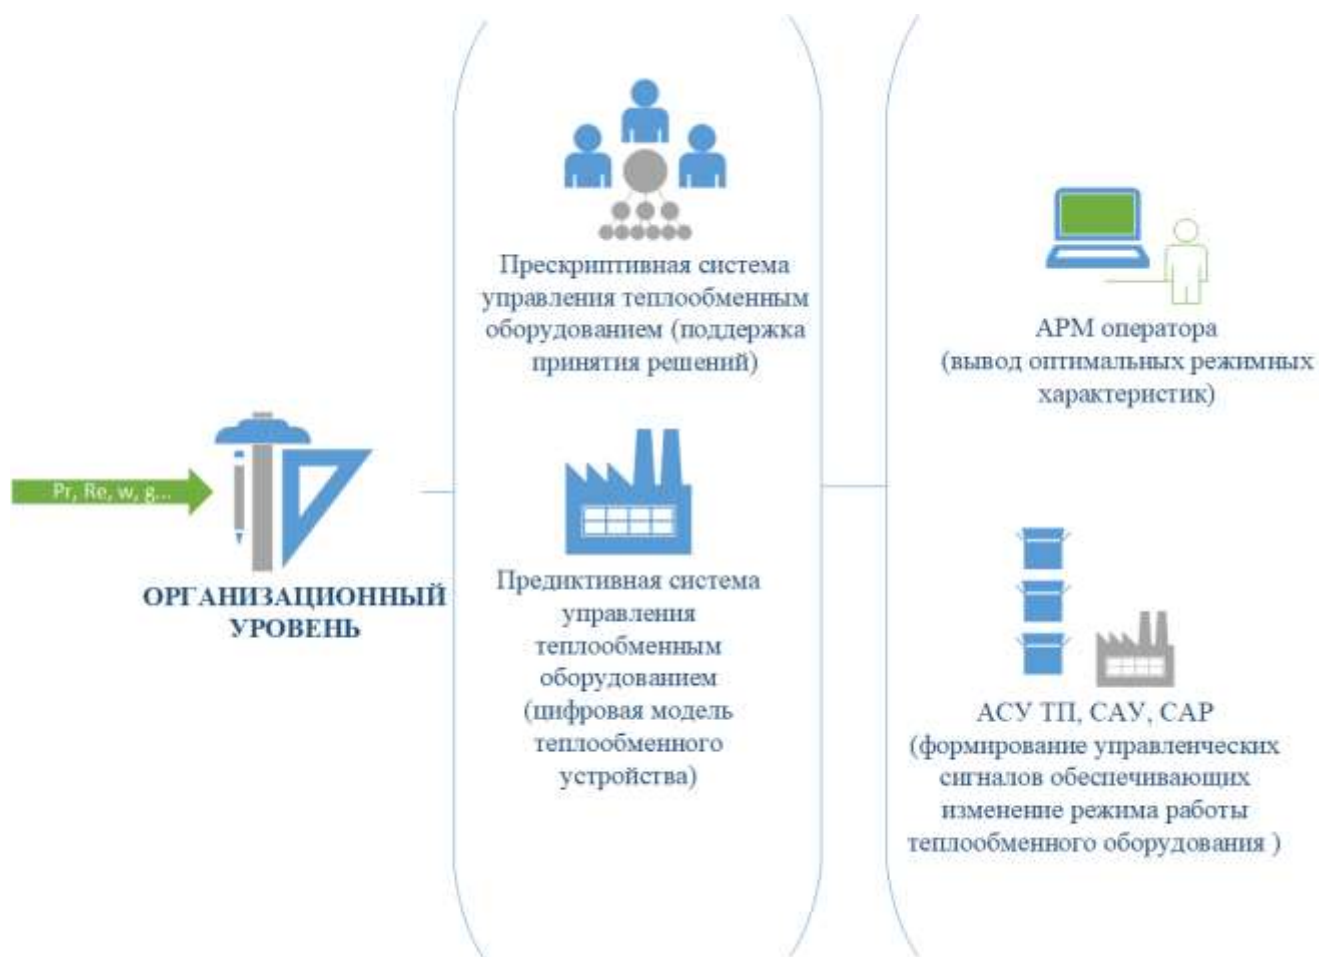 Pr, Re, w, g...
ОРГАНИЗАЦИОННЫЙ
УРОВЕНЬ
Прескриптивная система
управления теплообменным
оборудованием (поддержка
принятия решений)
Предиктивная система
управления
теплообменным
оборудованием
(цифровая модель
теплообменного
устройства)
АРМ оператора
(вывод оптимальных режимных
характеристик)
АСУ ТП, САУ, САР
(формирование управленческих
сигналов обеспечивающих
изменение режима работы
теплообменного оборудования )